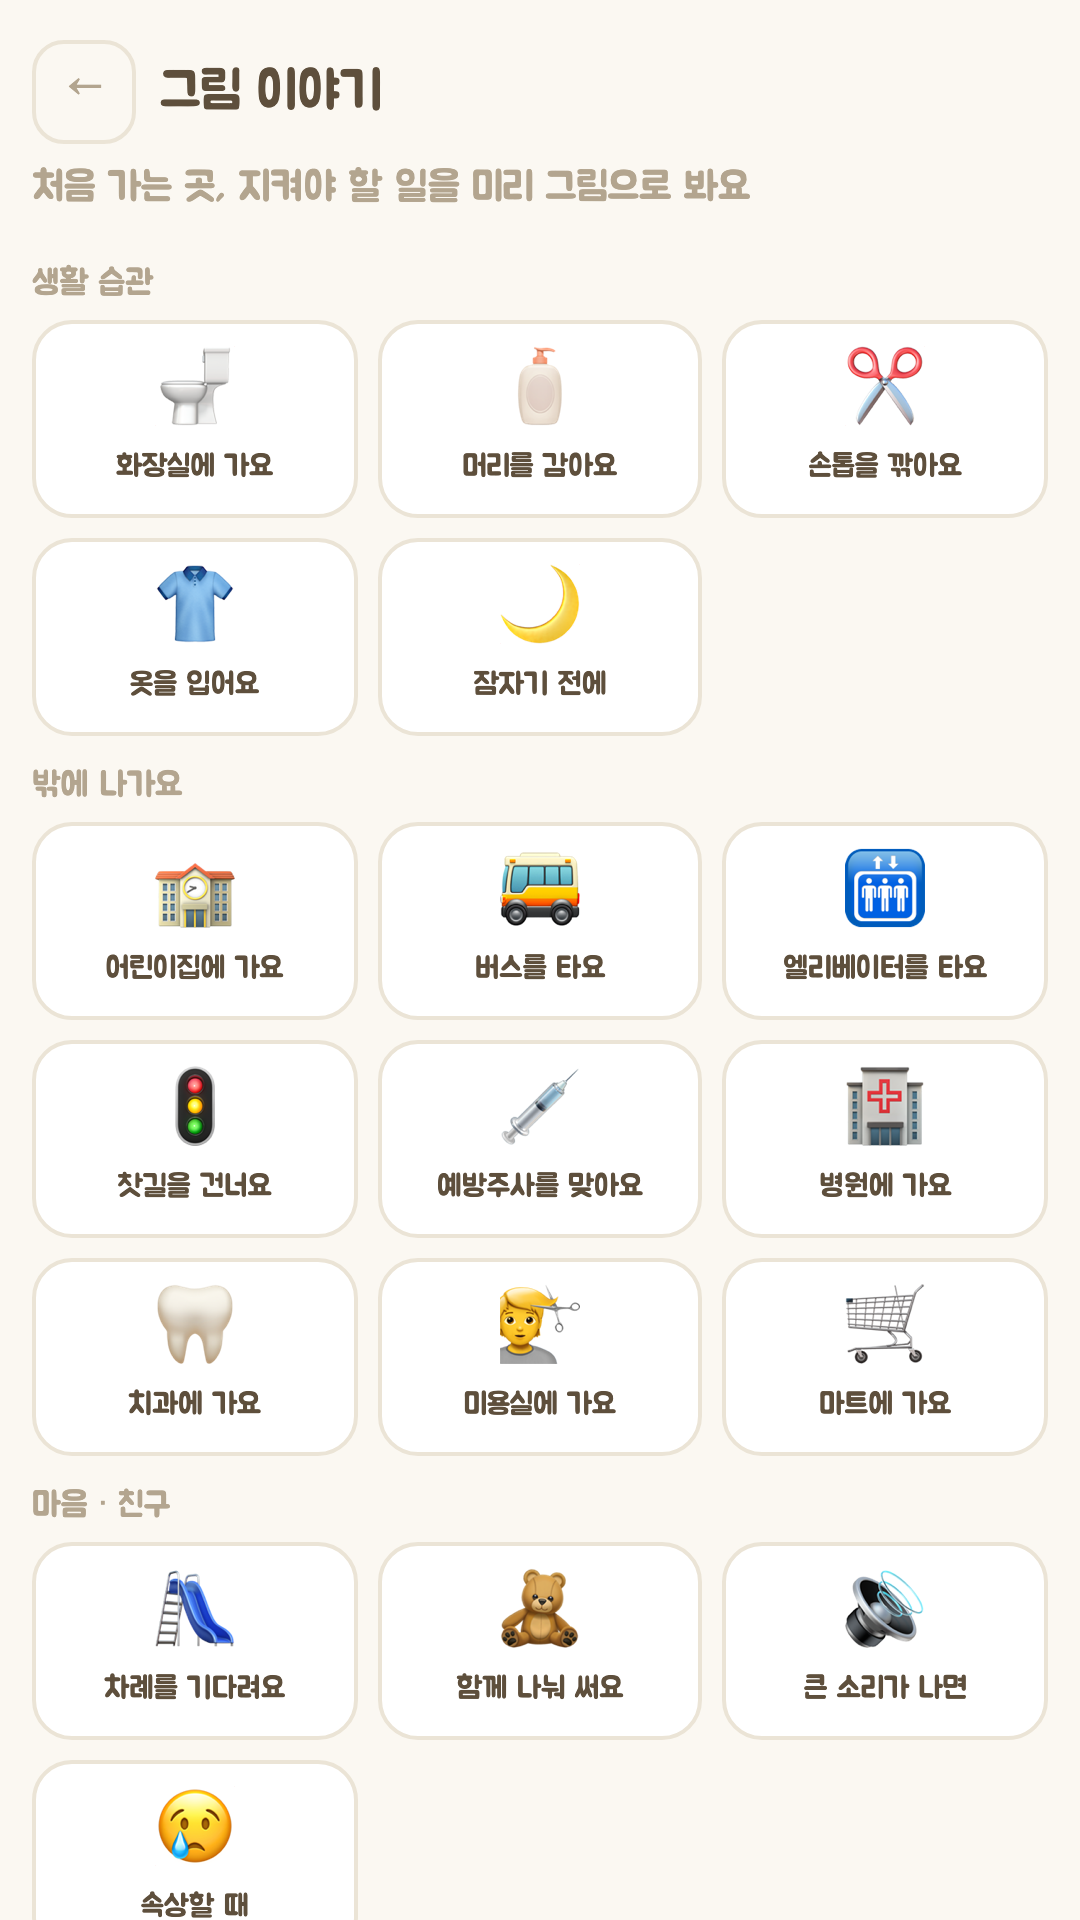 ←
그림 이야기
처음 가는 곳, 지켜야 할 일을 미리 그림으로 봐요
생활 습관
화장실에 가요
머리를 감아요
손톱을 깎아요
옷을 입어요
잠자기 전에
밖에 나가요
어린이집에 가요
버스를 타요
엘리베이터를 타요
찻길을 건너요
예방주사를 맞아요
병원에 가요
치과에 가요
미용실에 가요
마트에 가요
마음 · 친구
차례를 기다려요
함께 나눠 써요
큰 소리가 나면
속상할 때